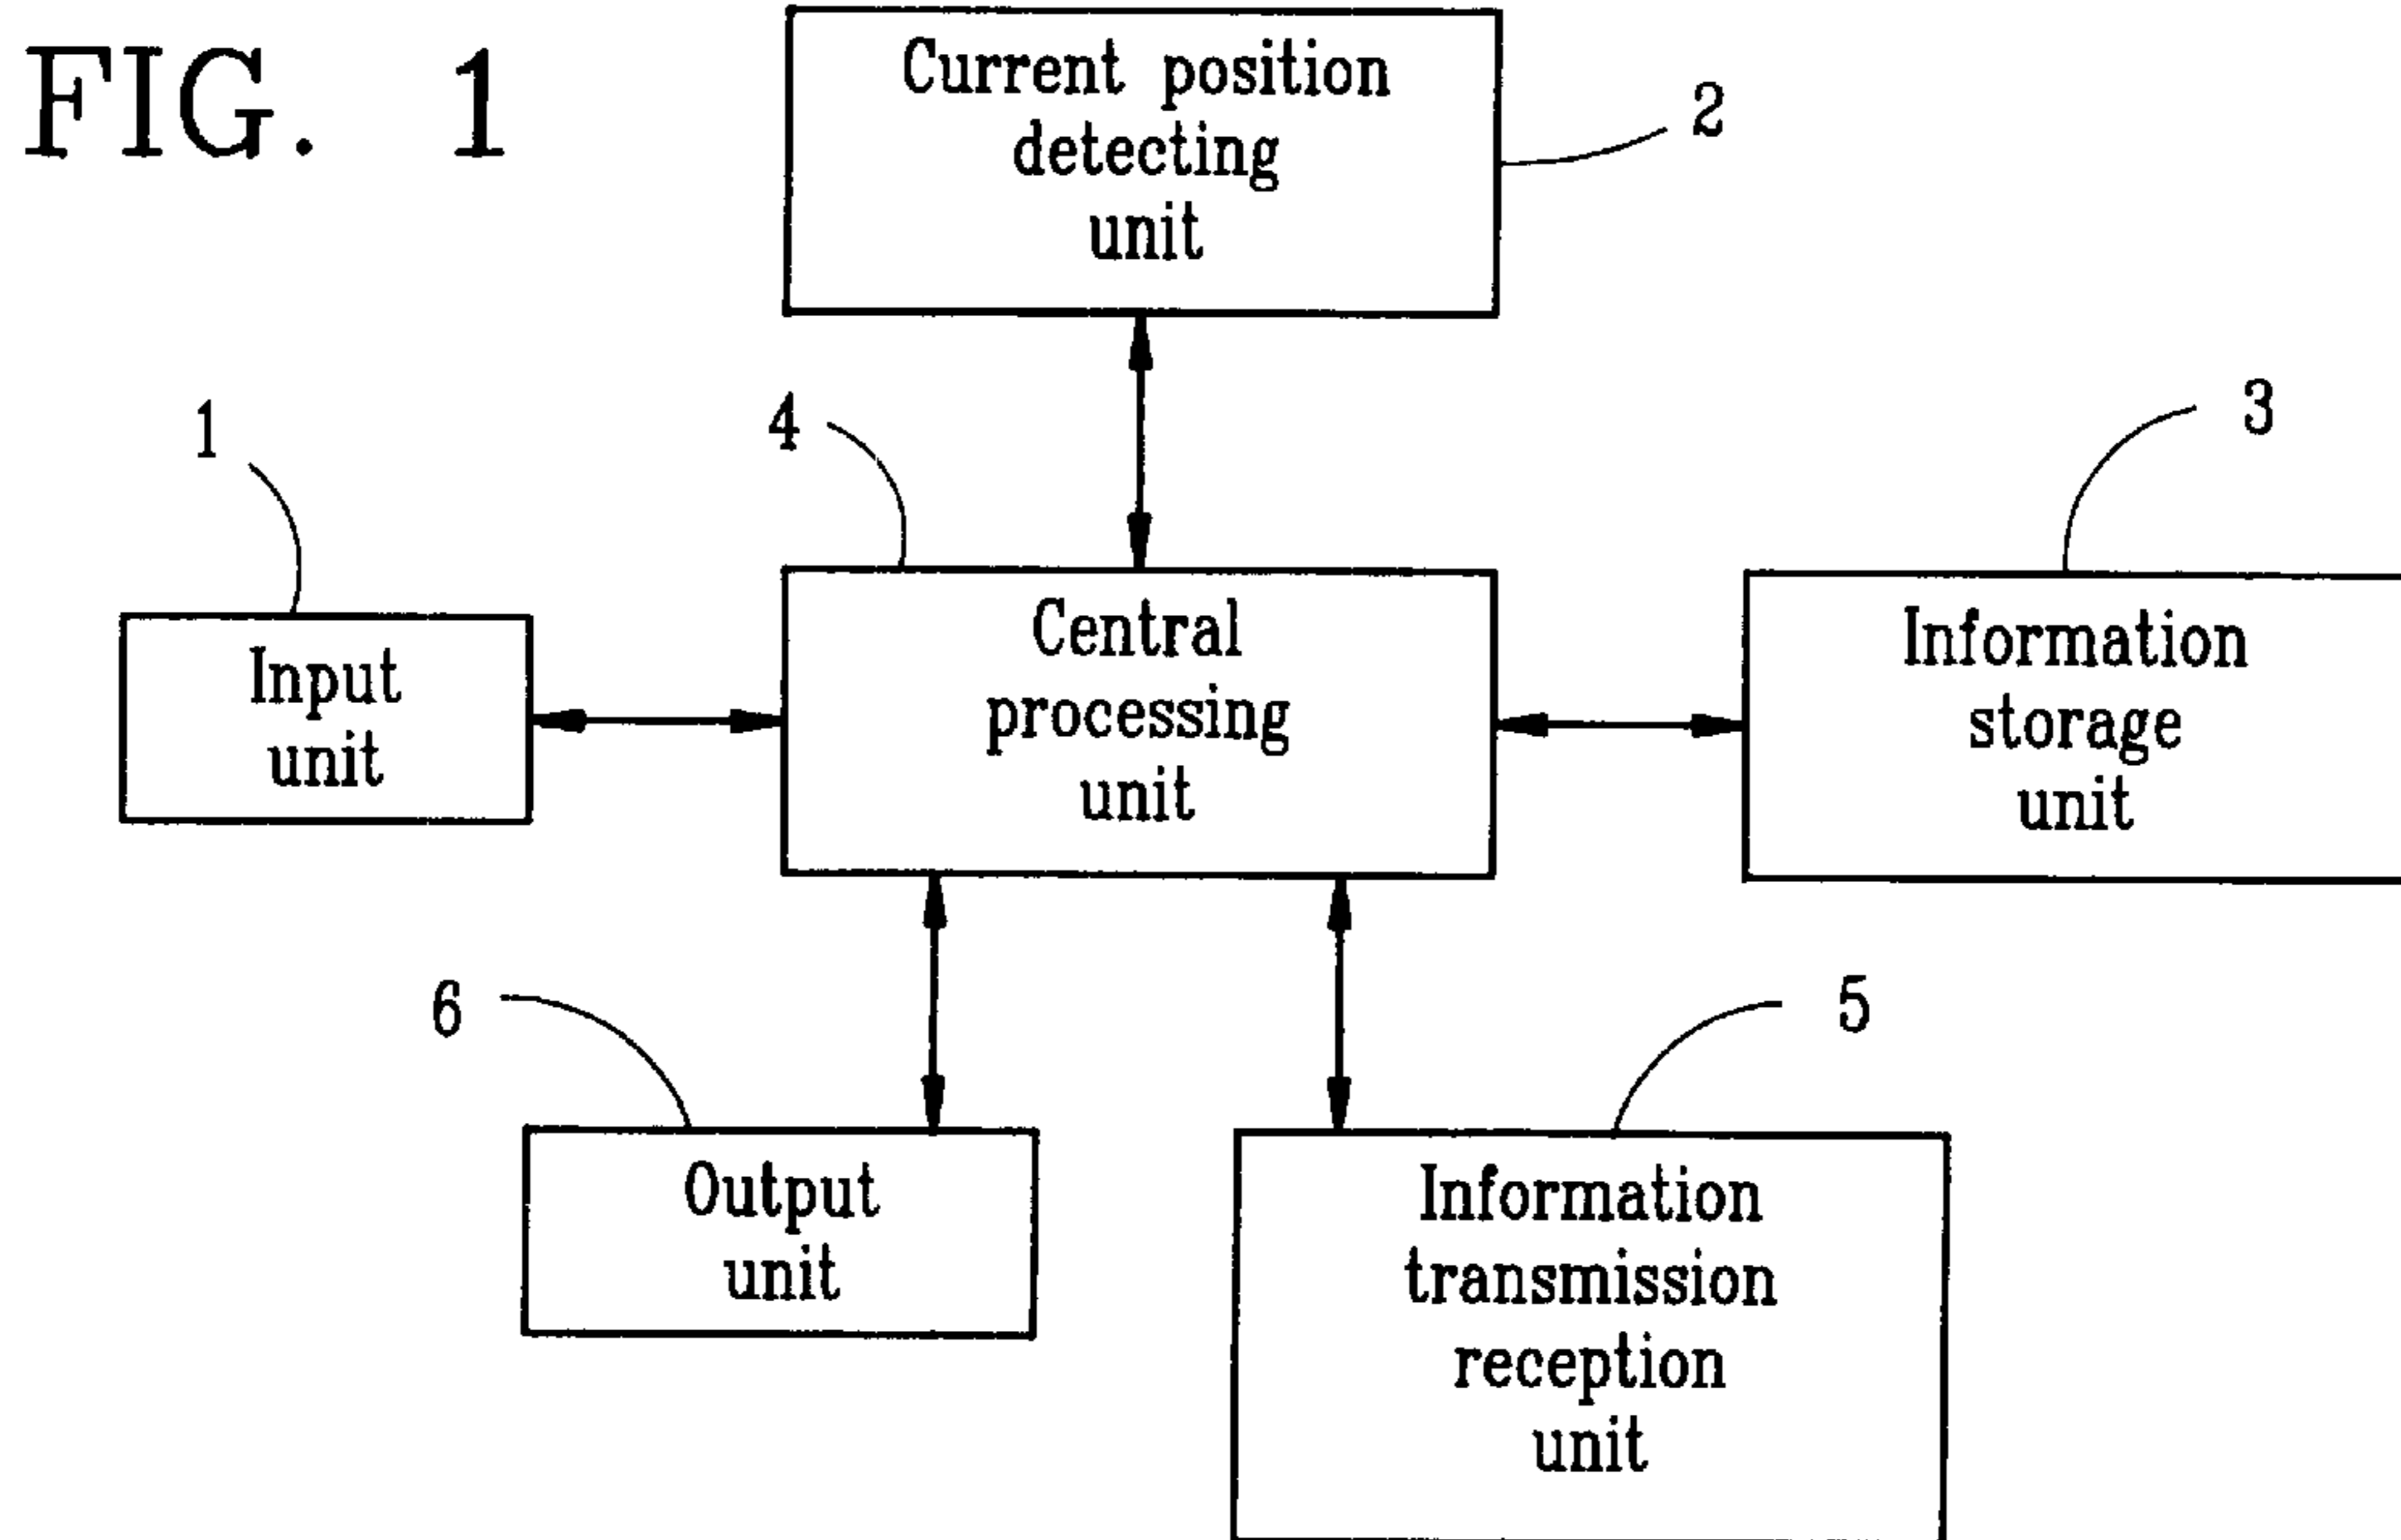 FIG. 1
Current position
detecting
unit
2
1
4
3
Input
unit
Central
processing
unit
Information
storage
unit
6
5
Output
unit
Information
transmission
reception
unit